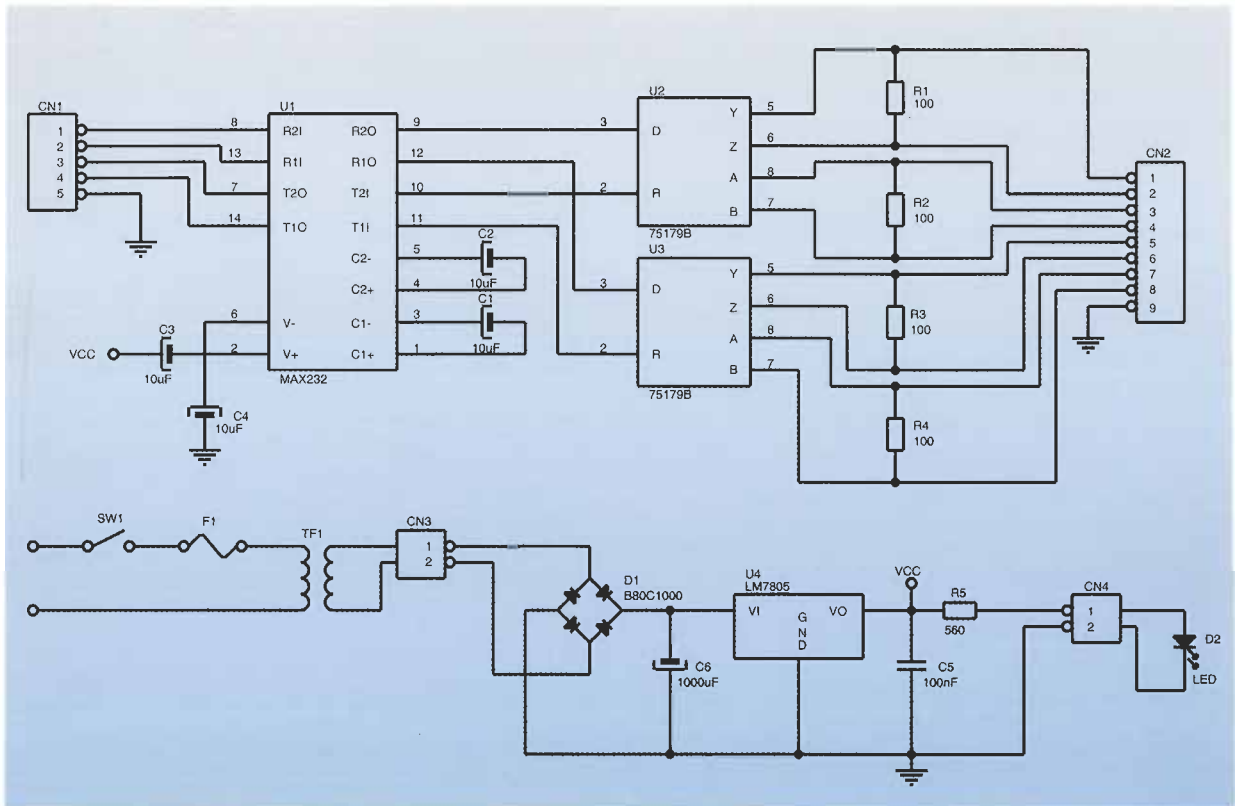 CN1
1
2
3
4
5
8
13
7
14
6
2
U1
R2I
R1I
T2O
T1O
V-
V+
R2O
R1O
T2I
T1I
C2-
C2+
C1-
C1+
MAX232
9
12
10
11
5
4
3
1
C2
10uF
C1
10uF
VCC
C3
10uF
C4
10uF
U2
3
2
D
R
Y
Z
A
B
75179B
5
6
8
7
U3
3
2
D
R
Y
Z
A
B
75179B
5
6
8
7
R1
100
R2
100
R3
100
R4
100
CN2
1
2
3
4
5
6
7
8
9
SW1
F1
TF1
CN3
1
2
D1
B80C1000
C6
1000uF
U4
LM7805
VI
GND
VO
VCC
R5
560
C5
100nF
CN4
1
2
D2
LED